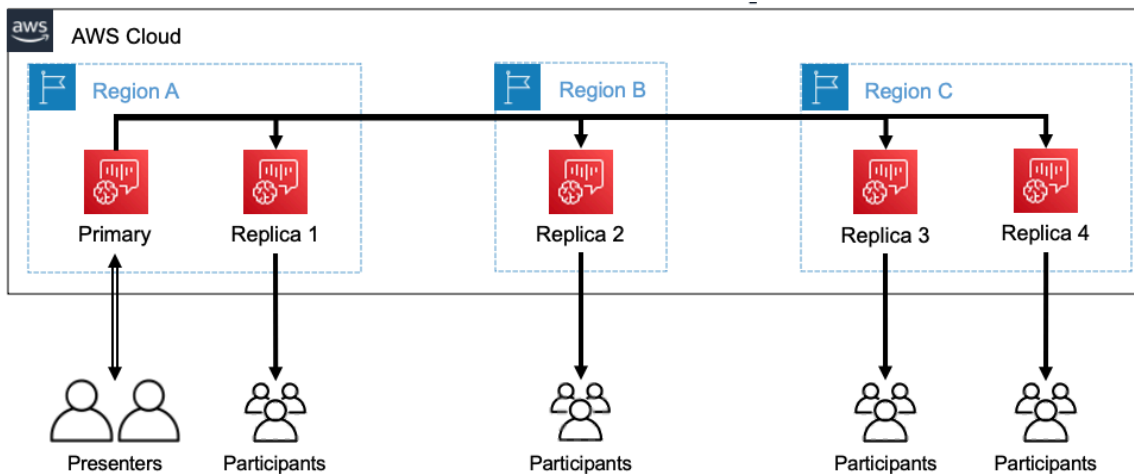 aws
AWS Cloud
Region A
Region B
Region C
Primary
Replica 1
Replica 2
Replica 3
Replica 4
Presenters
Participants
Participants
Participants
Participants